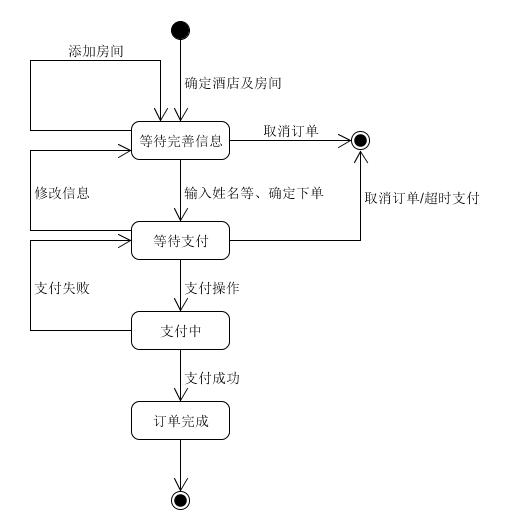 添加房间
确定酒店及房间
取消订单
等待完善信息
修改信息
输入姓名等、确定下单
取消订单/超时支付
等待支付
支付失败
支付操作
支付中
支付成功
订单完成